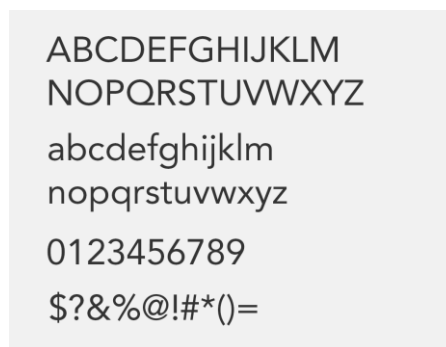 ABCDEFGHIJKLM
NOPQRSTUVWXYZ
abcdefghijklm
nopqrstuvwxyz
0123456789
$?&%@!#*()=